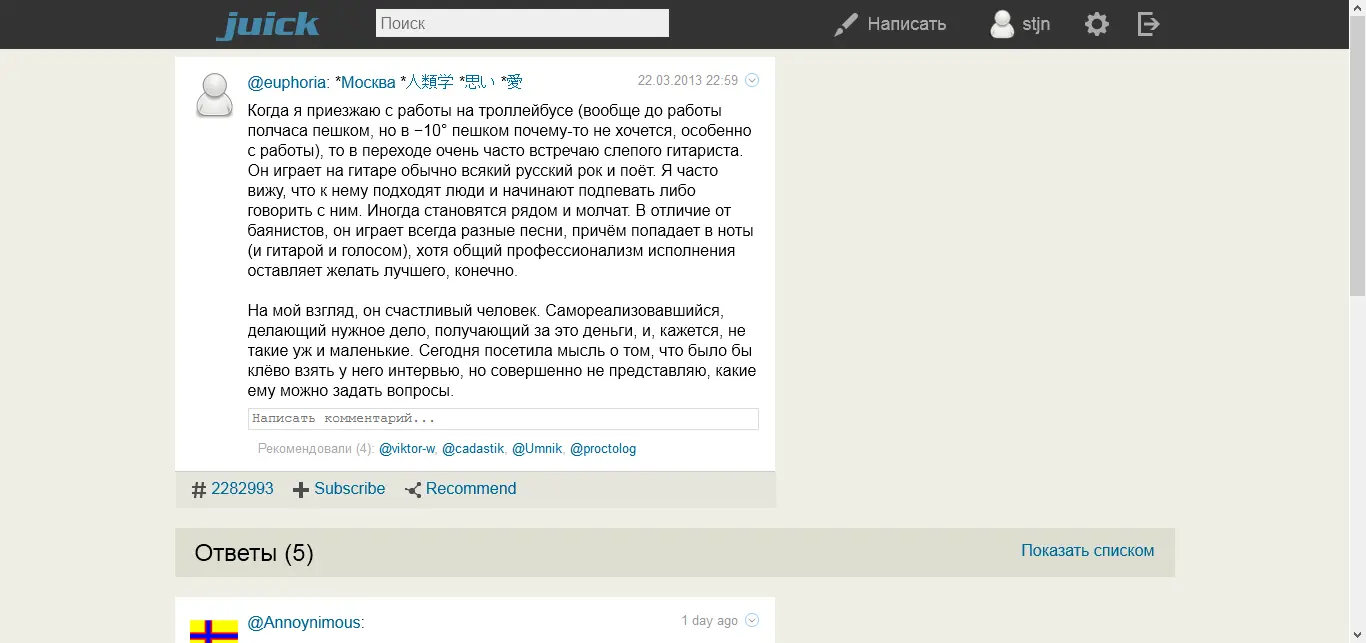 juick
Поиск
Написать
stjn
@euphoria: *Москва *人類学 *思い *愛
22.03.2013 22:59
Когда я приезжаю с работы на троллейбусе (вообще до работы
полчаса пешком, но в −10° пешком почему-то не хочется, особенно
с работы), то в переходе очень часто встречаю слепого гитариста.
Он играет на гитаре обычно всякий русский рок и поёт. Я часто
вижу, что к нему подходят люди и начинают подпевать либо
говорить с ним. Иногда становятся рядом и молчат. В отличие от
баянистов, он играет всегда разные песни, причём попадает в ноты
(и гитарой и голосом), хотя общий профессионализм исполнения
оставляет желать лучшего, конечно.
На мой взгляд, он счастливый человек. Самореализовавшийся,
делающий нужное дело, получающий за это деньги, и, кажется, не
такие уж и маленькие. Сегодня посетила мысль о том, что было бы
клёво взять у него интервью, но совершенно не представляю, какие
ему можно задать вопросы.
Написать комментарий...
Рекомендовали (4): @viktor-w, @cadastik, @Umnik, @proctolog
# 2282993
Subscribe
Recommend
Ответы (5)
Показать списком
@Annoynimous:
1 day ago